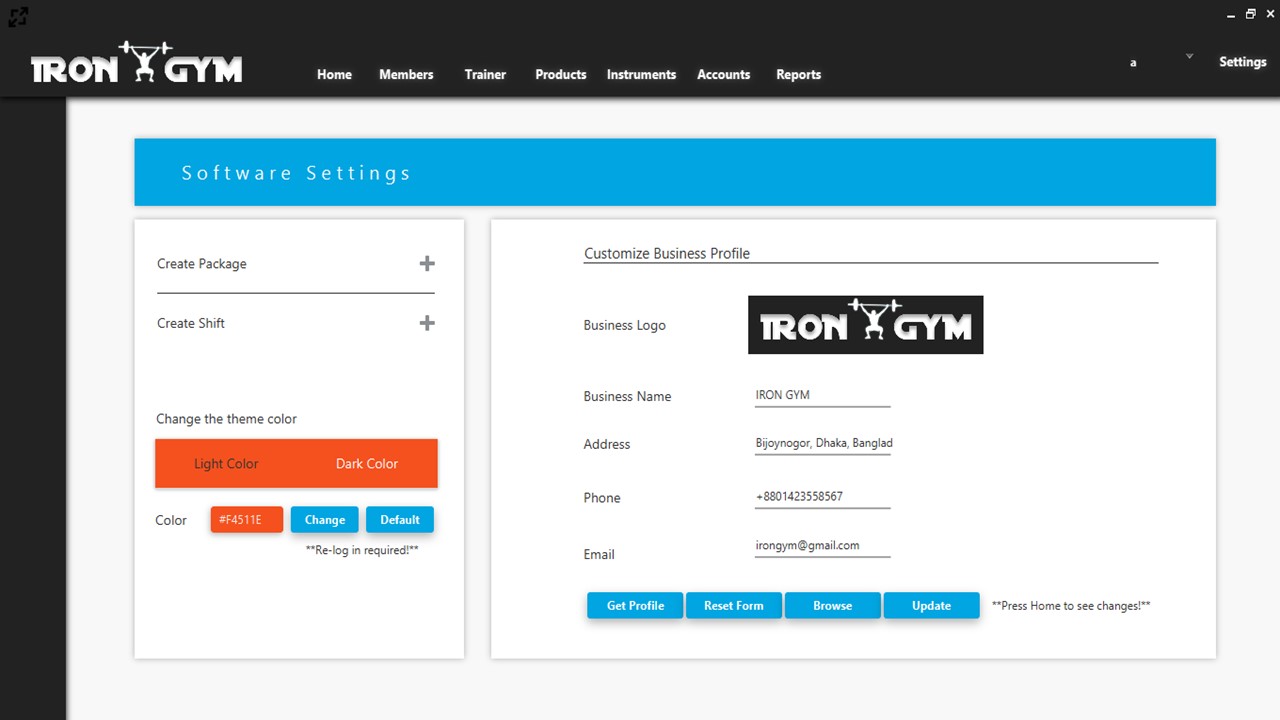 IRON GYM
Home Members Trainer Products Instruments Accounts Reports
a Settings
Software Settings
Create Package
Create Shift
Change the theme color
Light Color Dark Color
Color #F4511E Change Default
**Re-log in required!**
Customize Business Profile
Business Logo IRON GYM
Business Name IRON GYM
Address Bijoynogor, Dhaka, Banglad
Phone +8801423558567
Email irongym@gmail.com
Get Profile Reset Form Browse Update **Press Home to see changes!**